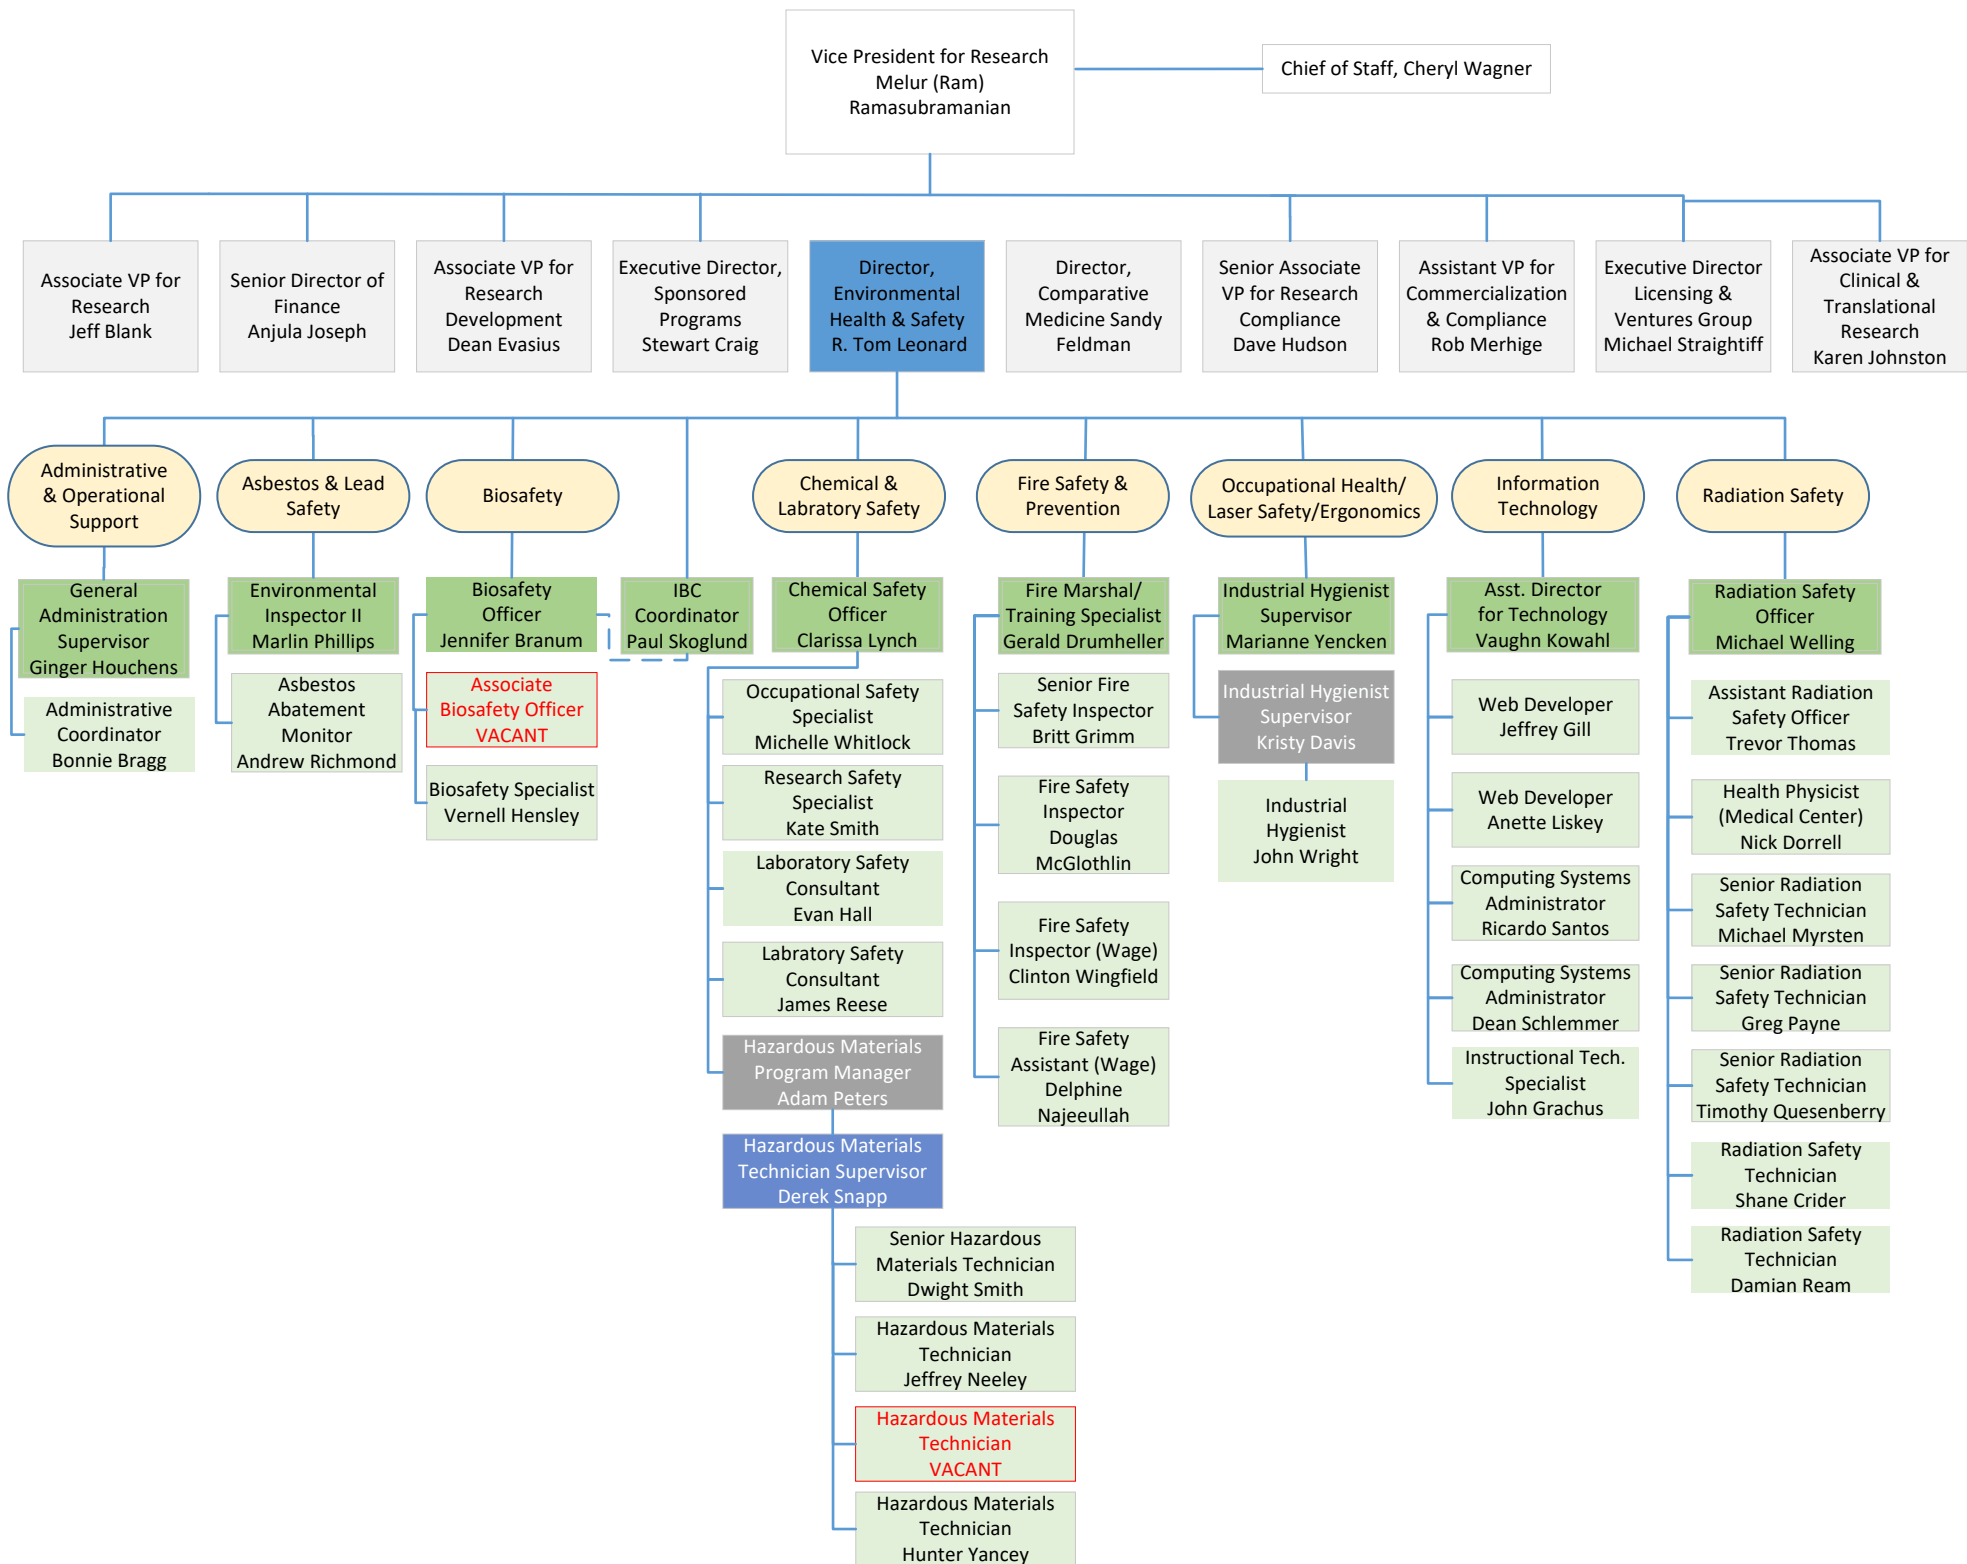 Vice President for Research
Melur (Ram)
Ramasubramanian
Chief of Staff, Cheryl Wagner
Associate VP for
Research
Jeff Blank
Senior Director of
Finance
Anjula Joseph
Associate VP for
Research
Development
Dean Evasius
Executive Director,
Sponsored
Programs
Stewart Craig
Director,
Environmental
Health & Safety
R. Tom Leonard
Director,
Comparative
Medicine Sandy
Feldman
Senior Associate
VP for Research
Compliance
Dave Hudson
Assistant VP for
Commercialization
& Compliance
Rob Merhige
Executive Director
Licensing &
Ventures Group
Michael Straightiff
Associate VP for
Clinical &
Translational
Research
Karen Johnston
Administrative
& Operational
Support
Asbestos & Lead
Safety
Biosafety
Chemical &
Labratory Safety
Fire Safety &
Prevention
Occupational Health/
Laser Safety/Ergonomics
Information
Technology
Radiation Safety
General
Administration
Supervisor
Ginger Houchens
Administrative
Coordinator
Bonnie Bragg
Environmental
Inspector II
Marlin Phillips
Asbestos
Abatement
Monitor
Andrew Richmond
Biosafety
Officer
Jennifer Branum
Associate
Biosafety Officer
VACANT
Biosafety Specialist
Vernell Hensley
IBC
Coordinator
Paul Skoglund
Chemical Safety
Officer
Clarissa Lynch
Occupational Safety
Specialist
Michelle Whitlock
Research Safety
Specialist
Kate Smith
Laboratory Safety
Consultant
Evan Hall
Labratory Safety
Consultant
James Reese
Hazardous Materials
Program Manager
Adam Peters
Hazardous Materials
Technician Supervisor
Derek Snapp
Senior Hazardous
Materials Technician
Dwight Smith
Hazardous Materials
Technician
Jeffrey Neeley
Hazardous Materials
Technician
VACANT
Hazardous Materials
Technician
Hunter Yancey
Fire Marshal/
Training Specialist
Gerald Drumheller
Senior Fire
Safety Inspector
Britt Grimm
Fire Safety
Inspector
Douglas
McGlothlin
Fire Safety
Inspector (Wage)
Clinton Wingfield
Fire Safety
Assistant (Wage)
Delphine
Najeeullah
Industrial Hygienist
Supervisor
Marianne Yencken
Industrial Hygienist
Supervisor
Kristy Davis
Industrial
Hygienist
John Wright
Asst. Director
for Technology
Vaughn Kowahl
Web Developer
Jeffrey Gill
Web Developer
Anette Liskey
Computing Systems
Administrator
Ricardo Santos
Computing Systems
Administrator
Dean Schlemmer
Instructional Tech.
Specialist
John Grachus
Radiation Safety
Officer
Michael Welling
Assistant Radiation
Safety Officer
Trevor Thomas
Health Physicist
(Medical Center)
Nick Dorrell
Senior Radiation
Safety Technician
Michael Myrsten
Senior Radiation
Safety Technician
Greg Payne
Senior Radiation
Safety Technician
Timothy Quesenberry
Radiation Safety
Technician
Shane Crider
Radiation Safety
Technician
Damian Ream